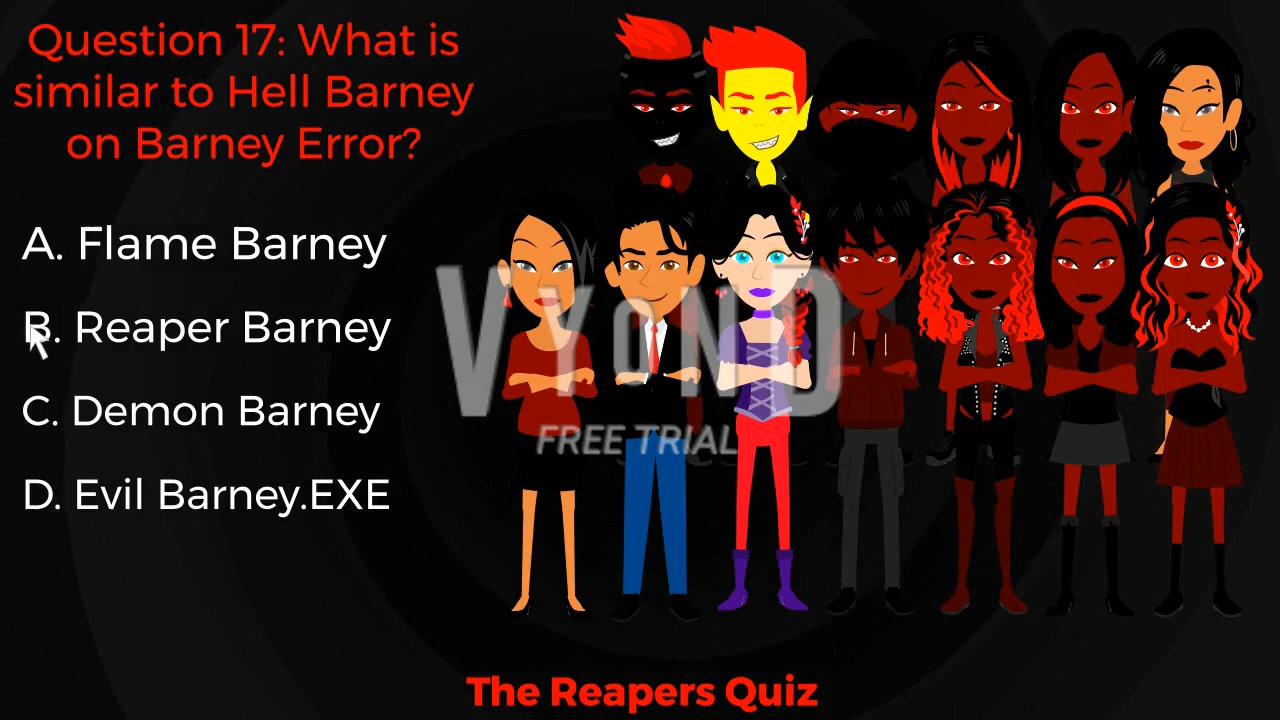 Question 17: What is
similar to Hell Barney
on Barney Error?
A. Flame Barney
B. Reaper Barney
C. Demon Barney
D. Evil Barney.EXE
VYOND
FREE TRIAL
The Reapers Quiz